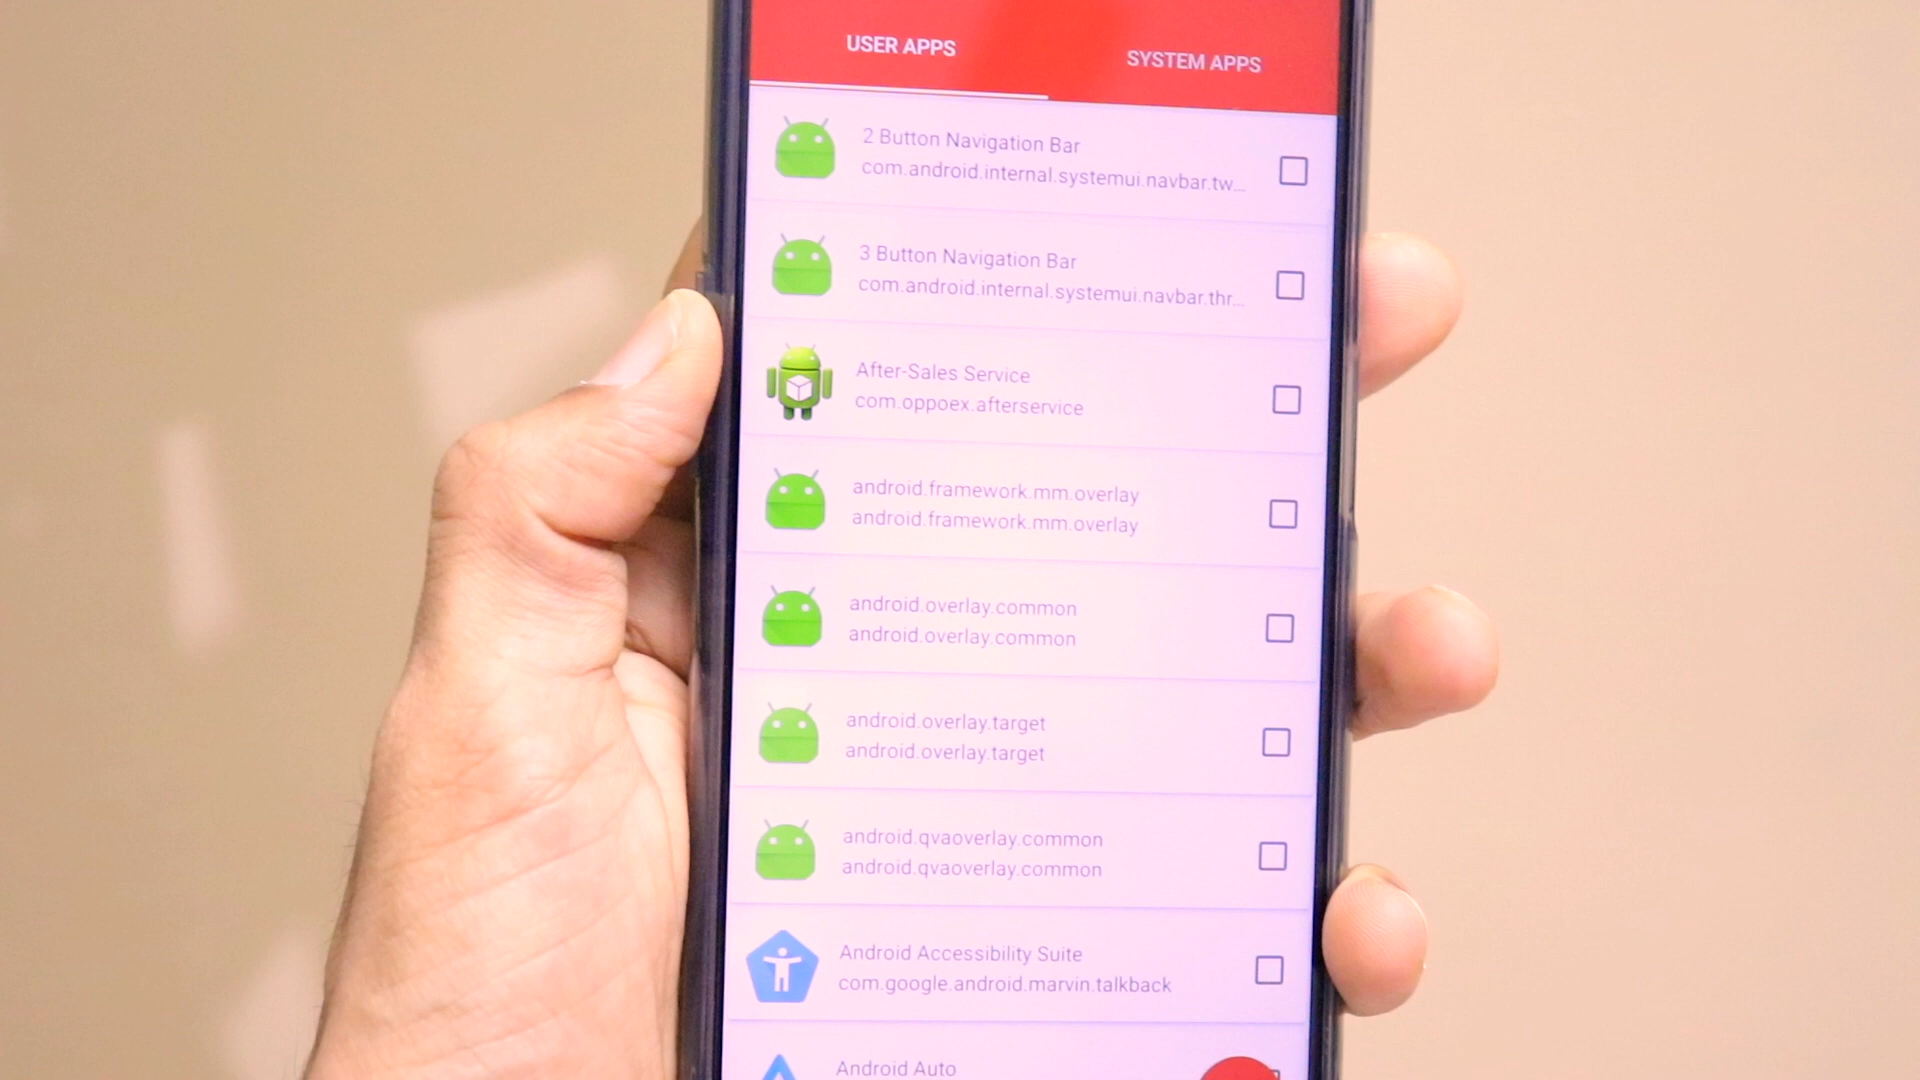 USER APPS
SYSTEM APPS
2 Button Navigation Bar
com.android.internal.systemui.navbar.tw...
3 Button Navigation Bar
com.android.internal.systemui.navbar.thr...
After-Sales Service
com.oppoex.afterservice
android.framework.mm.overlay
android.framework.mm.overlay
android.overlay.common
android.overlay.common
android.overlay.target
android.overlay.target
android.qvaoverlay.common
android.qvaoverlay.common
Android Accessibility Suite
com.google.android.marvin.talkback
Android Auto